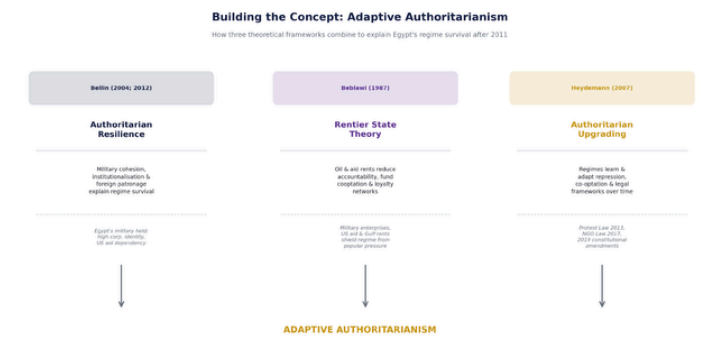 Building the Concept: Adaptive Authoritarianism
How three theoretical frameworks combine to explain Egypt's regime survival after 2011
Bellin (2004; 2012)
Authoritarian
Resilience
Military cohesion,
institutionalisation &
foreign patronage
explain regime survival
Egypt's military held:
high corp. identity,
US aid dependency
Beblawi (1987)
Rentier State
Theory
Oil & aid rents reduce
accountability, fund
cooptation & loyalty
networks
Military enterprises,
US aid & Gulf rents
shield regime from
popular pressure
Heydemann (2007)
Authoritarian
Upgrading
Regimes learn &
adapt repression,
co-optation & legal
frameworks over time
Protest Law 2013,
NGO Law 2017,
2019 constitutional
amendments
ADAPTIVE AUTHORITARIANISM